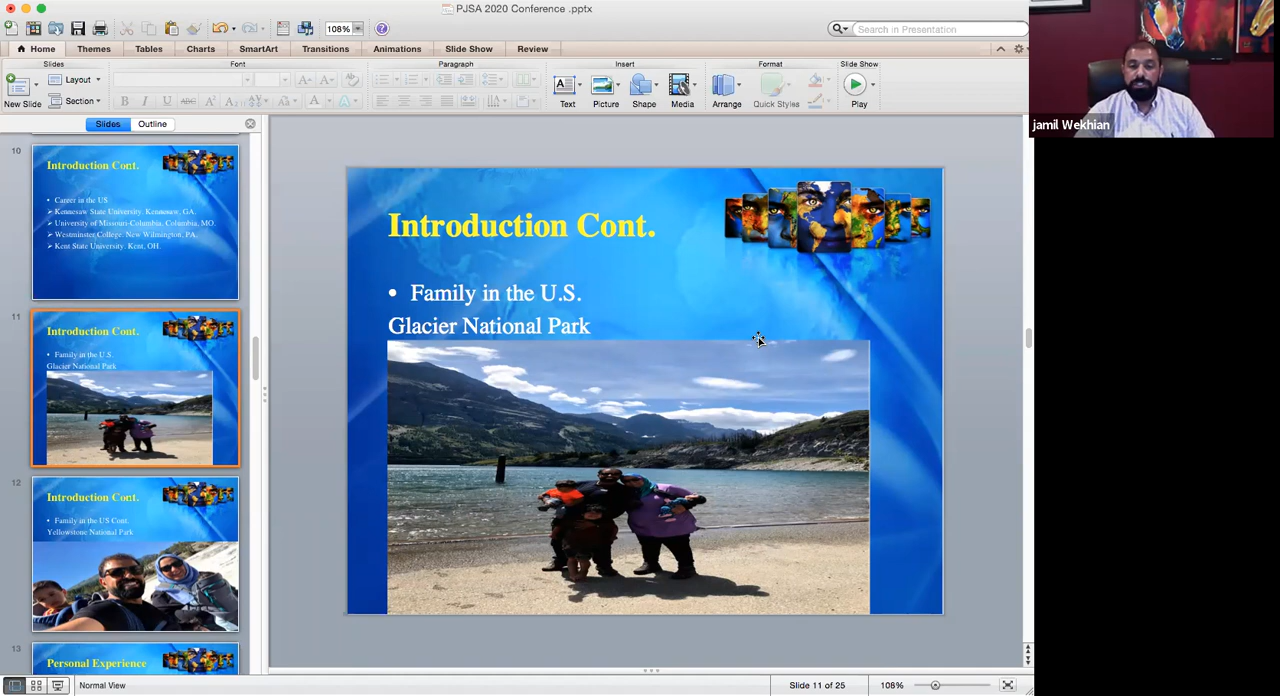 PJSA 2020 Conference .pptx
108%
Search in Presentation
Home
Themes
Tables
Charts
SmartArt
Transitions
Animations
Slide Show
Review
Slides
Font
Paragraph
Insert
Format
Slide Show
New Slide
Layout
Section
B I U ABC
Text
Picture
Shape
Media
Arrange
Quick Styles
Play
jamil Wekhian
Slides
Outline
10
Introduction Cont.
• Career in the US
➢ Kennesaw State University. Kennesaw, GA.
➢ University of Missouri-Columbia, Columbia, MO.
➢ Westminster College. New Wilmington, PA.
➢ Kent State University. Kent, OH.
11
Introduction Cont.
• Family in the U.S.
Glacier National Park
12
Introduction Cont.
• Family in the US Cont.
Yellowstone National Park
13
Personal Experience
Introduction Cont.
• Family in the U.S.
Glacier National Park
Normal View
Slide 11 of 25
108%